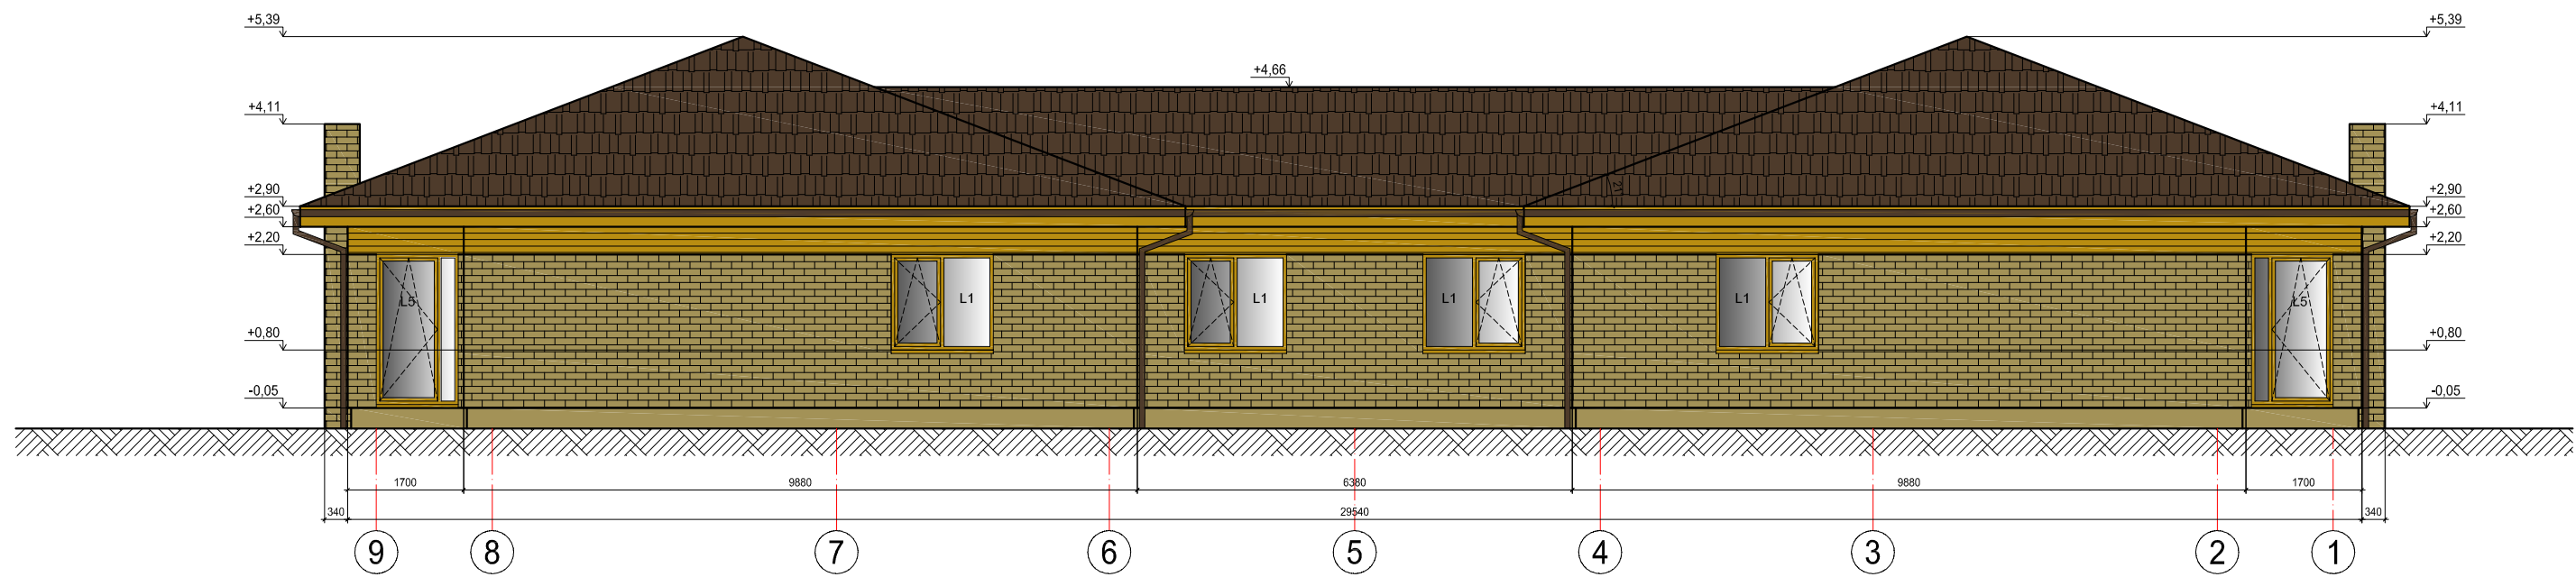 +5,39 +5,39
+4,66
+4,11 +4,11
21°
+2,90 +2,90
+2,60 +2,60
+2,20 +2,20
L5 L1 L1 L1 L1 L5
+0,80 +0,80
-0,05 -0,05
1700 9880 6380 9880 1700
340 29540 340
9 8 7 6 5 4 3 2 1